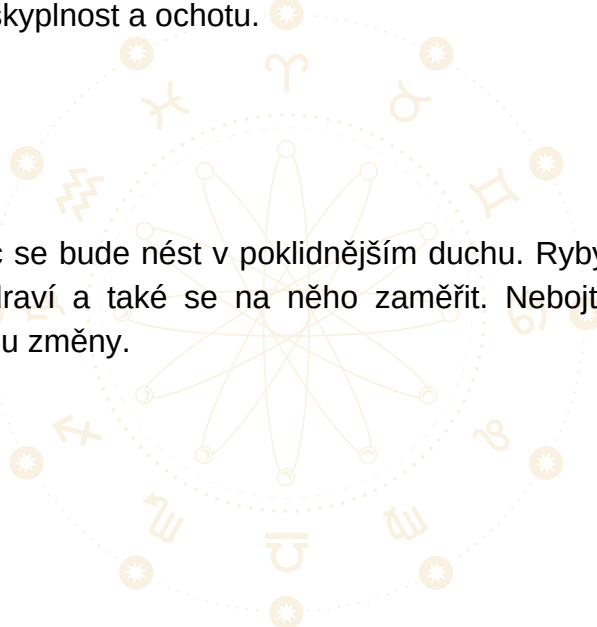 skyplnost a ochotu.
c se bude nést v poklidnějším duchu. Ryby
draví a také se na něho zaměřit. Nebojt
u změny.